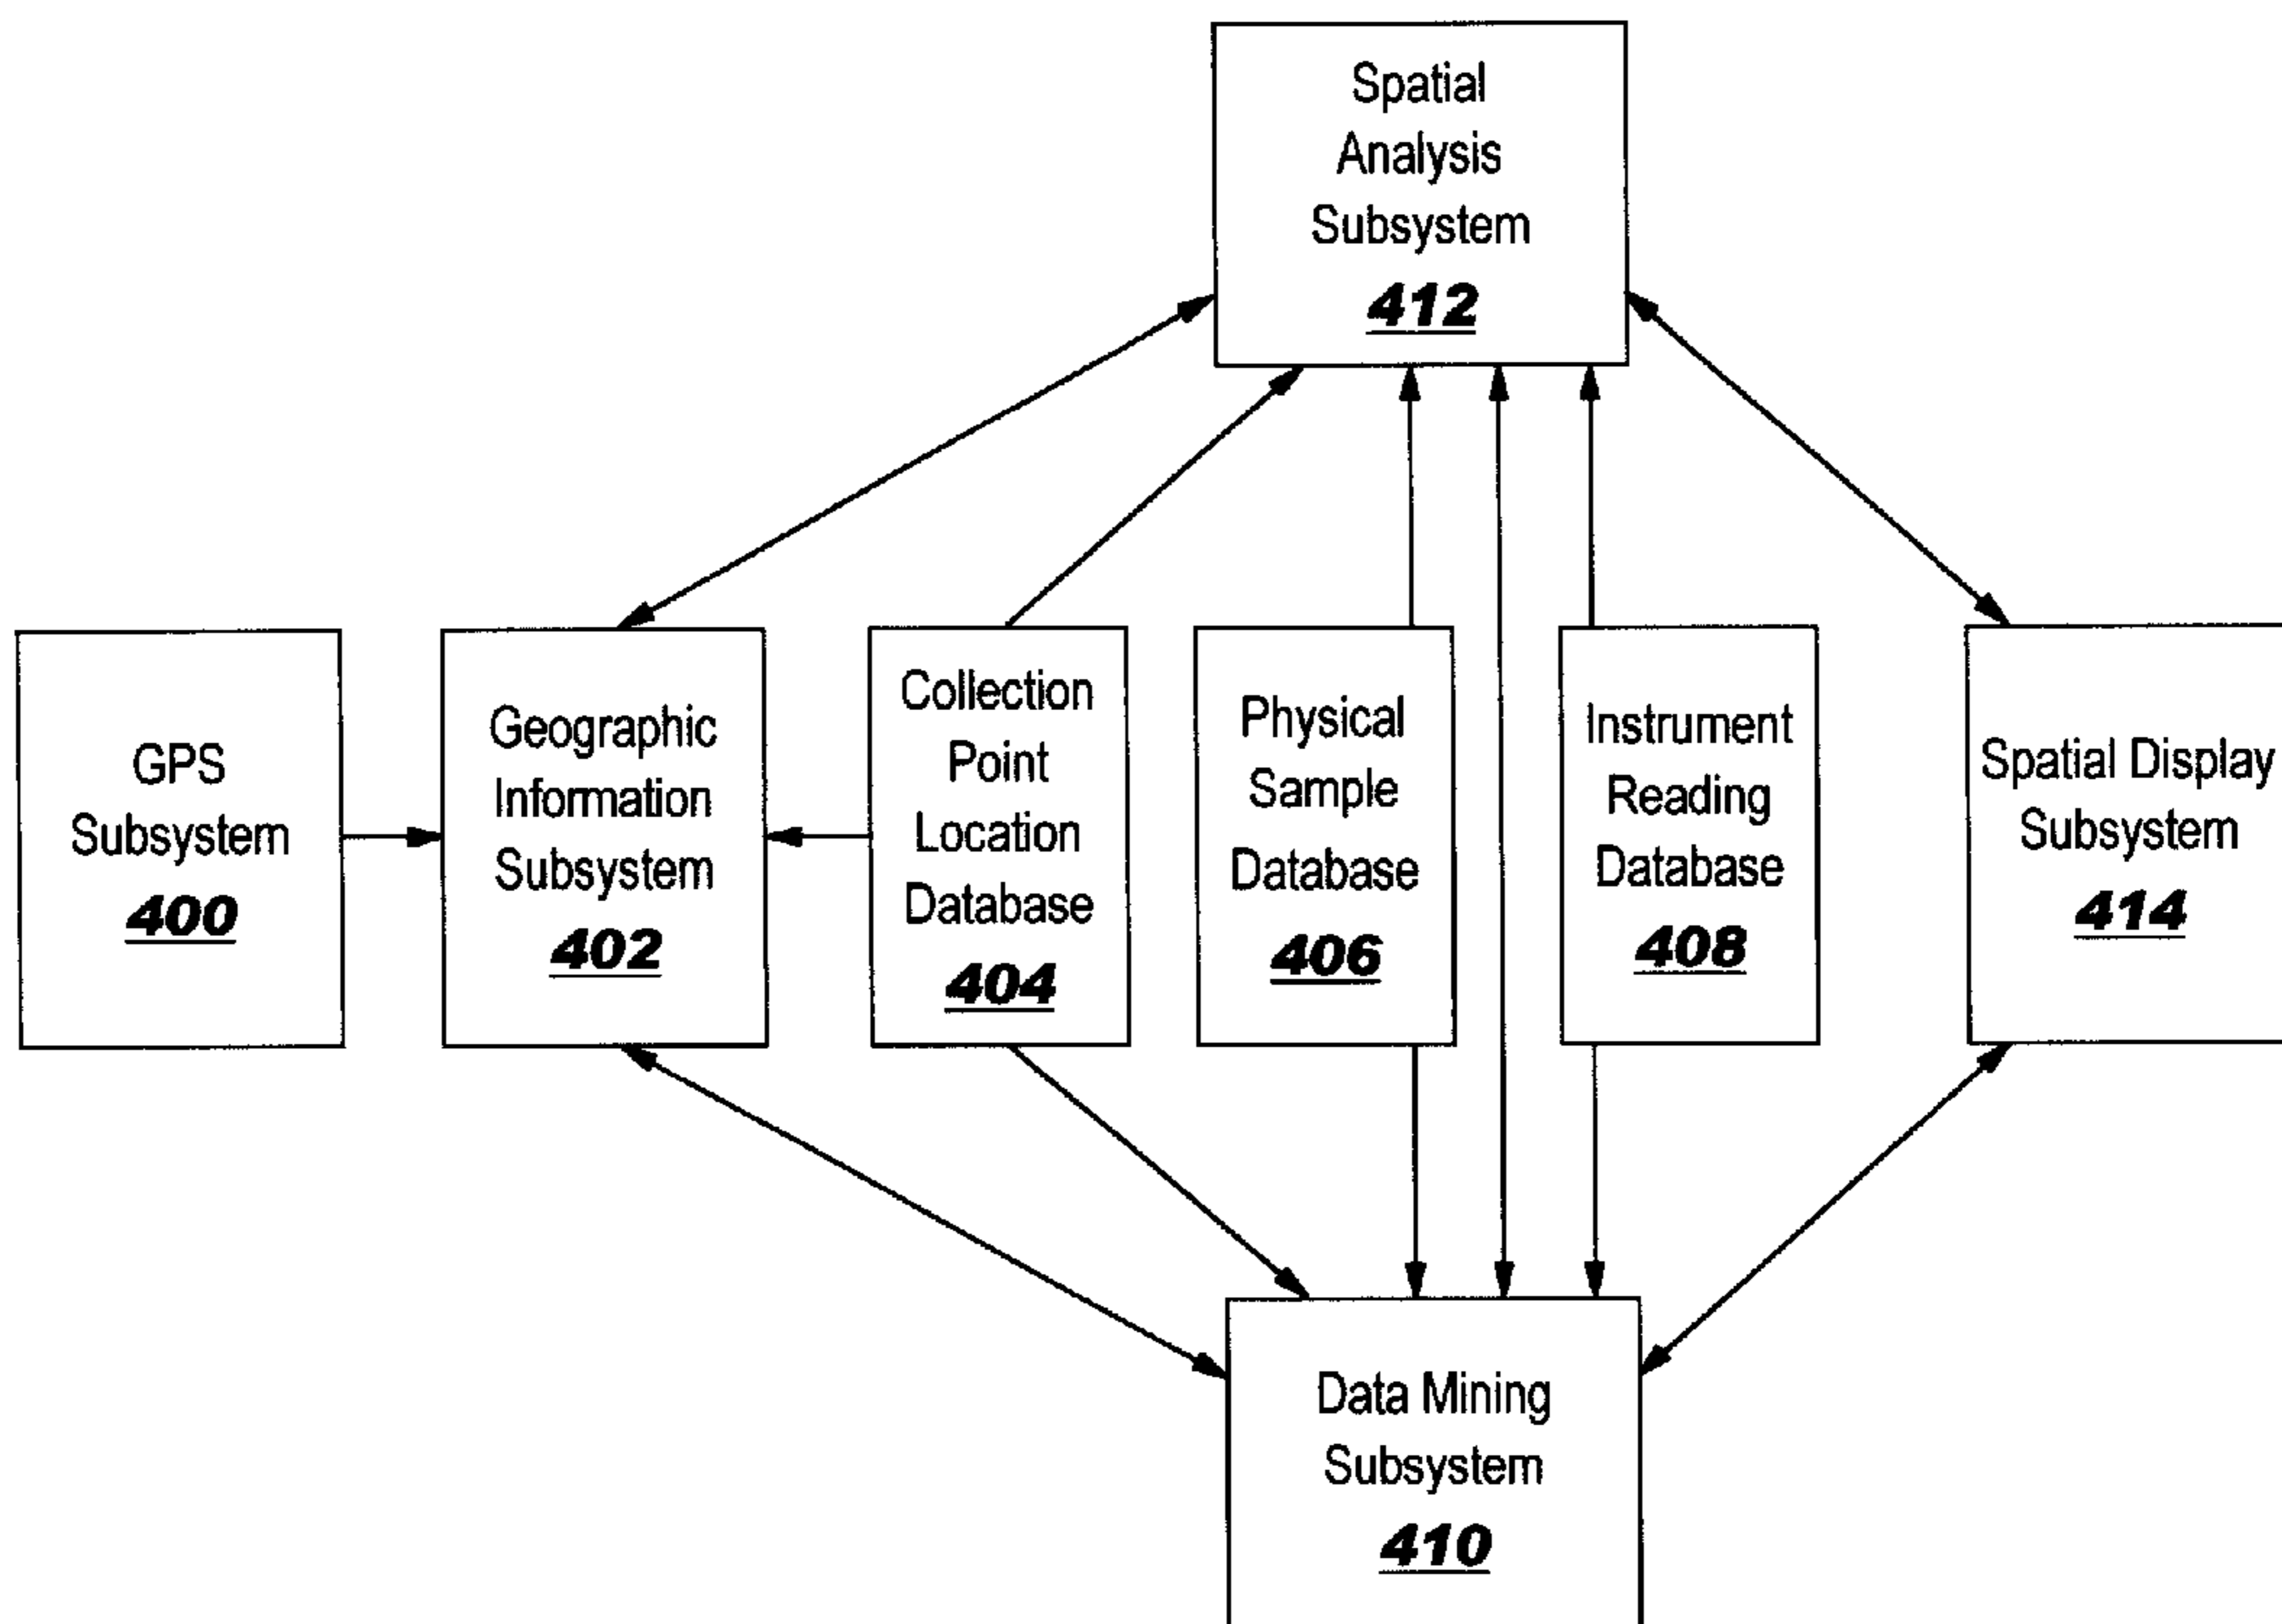 Spatial
Analysis
Subsystem
412
GPS
Subsystem
400
Geographic
Information
Subsystem
402
Collection
Point
Location
Database
404
Physical
Sample
Database
406
Instrument
Reading
Database
408
Spatial Display
Subsystem
414
Data Mining
Subsystem
410